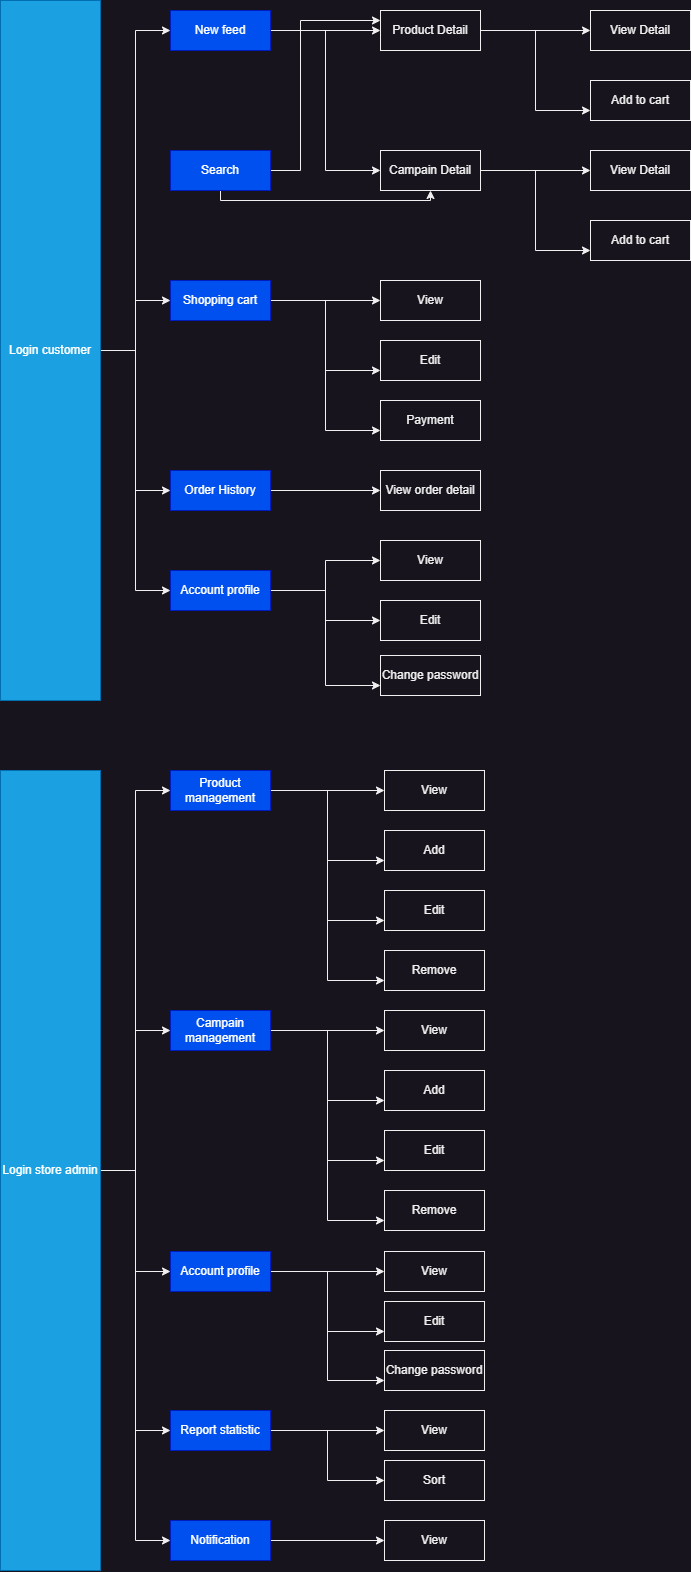 New feed
Product Detail
View Detail
Add to cart
Search
Campain Detail
View Detail
Add to cart
Login customer
Shopping cart
View
Edit
Payment
Order History
View order detail
Account profile
View
Edit
Change password
Login store admin
Product
management
View
Add
Edit
Remove
Campain
management
View
Add
Edit
Remove
Account profile
View
Edit
Change password
Report statistic
View
Sort
Notification
View